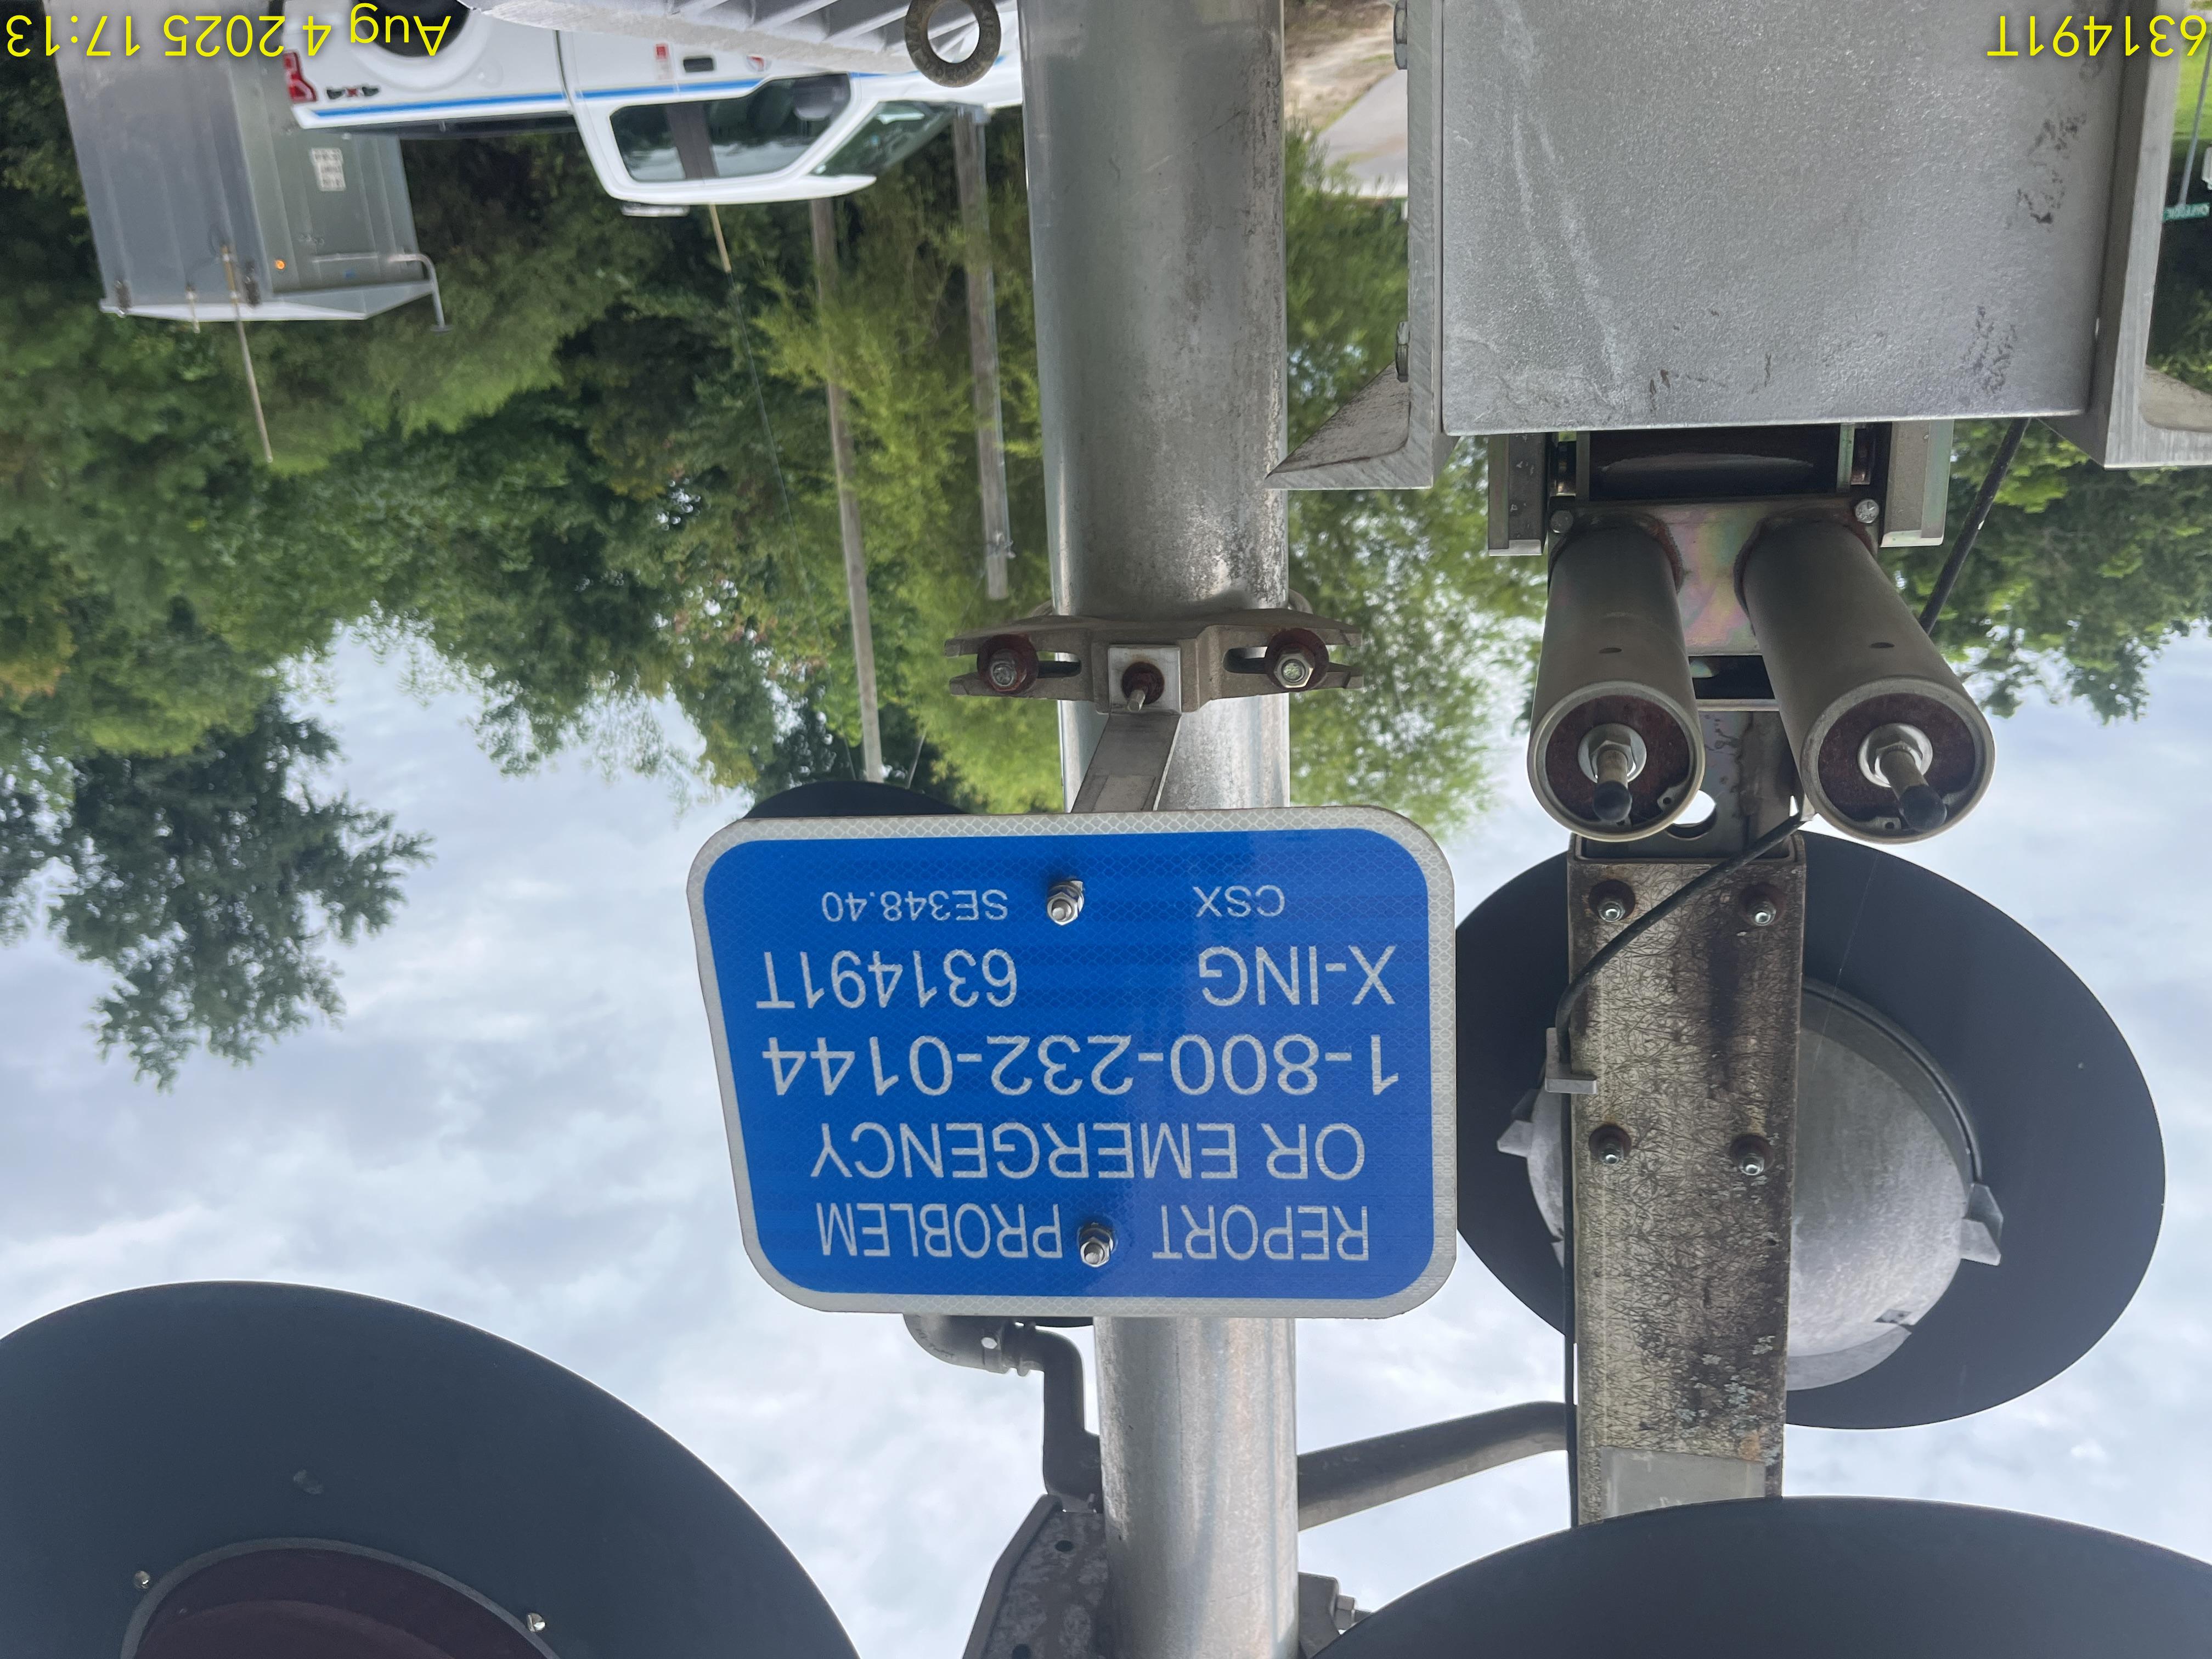 REPORT PROBLEM
OR EMERGENCY
1-800-232-0144
X-ING 631491T
CSX SE348.40
631491T
Aug 4 2025 17:13